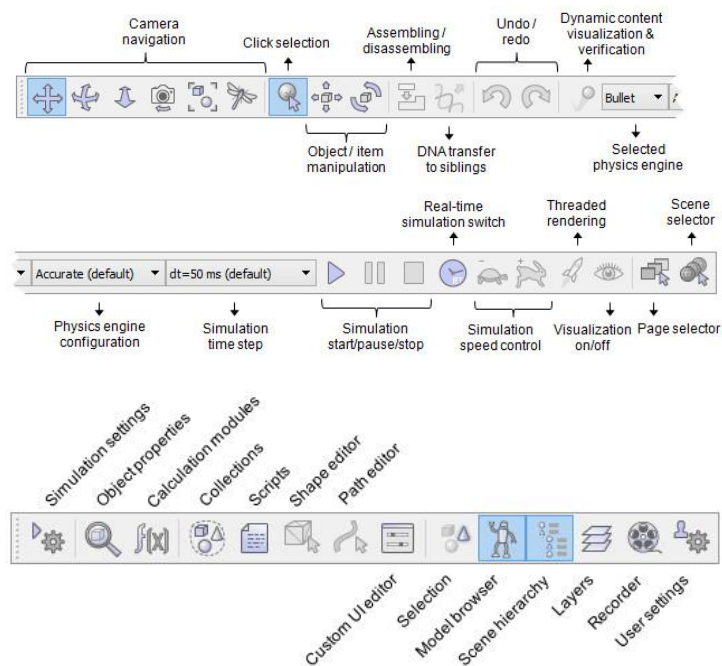 Camera
navigation
Click selection
Assembling /
disassembling
Undo /
redo
Dynamic content
visualization &
verification
Bullet
Object / item
manipulation
DNA transfer
to siblings
Selected
physics engine
Real-time
simulation switch
Threaded
rendering
Scene
selector
Accurate (default)
dt=50 ms (default)
Physics engine
configuration
Simulation
time step
Simulation
start/pause/stop
Simulation
speed control
Visualization
on/off
Page selector
Simulation settings
Object properties
Calculation modules
Collections
Scripts
Shape editor
Path editor
f(x)
Custom UI editor
Selection
Model browser
Scene hierarchy
Layers
Recorder
User settings